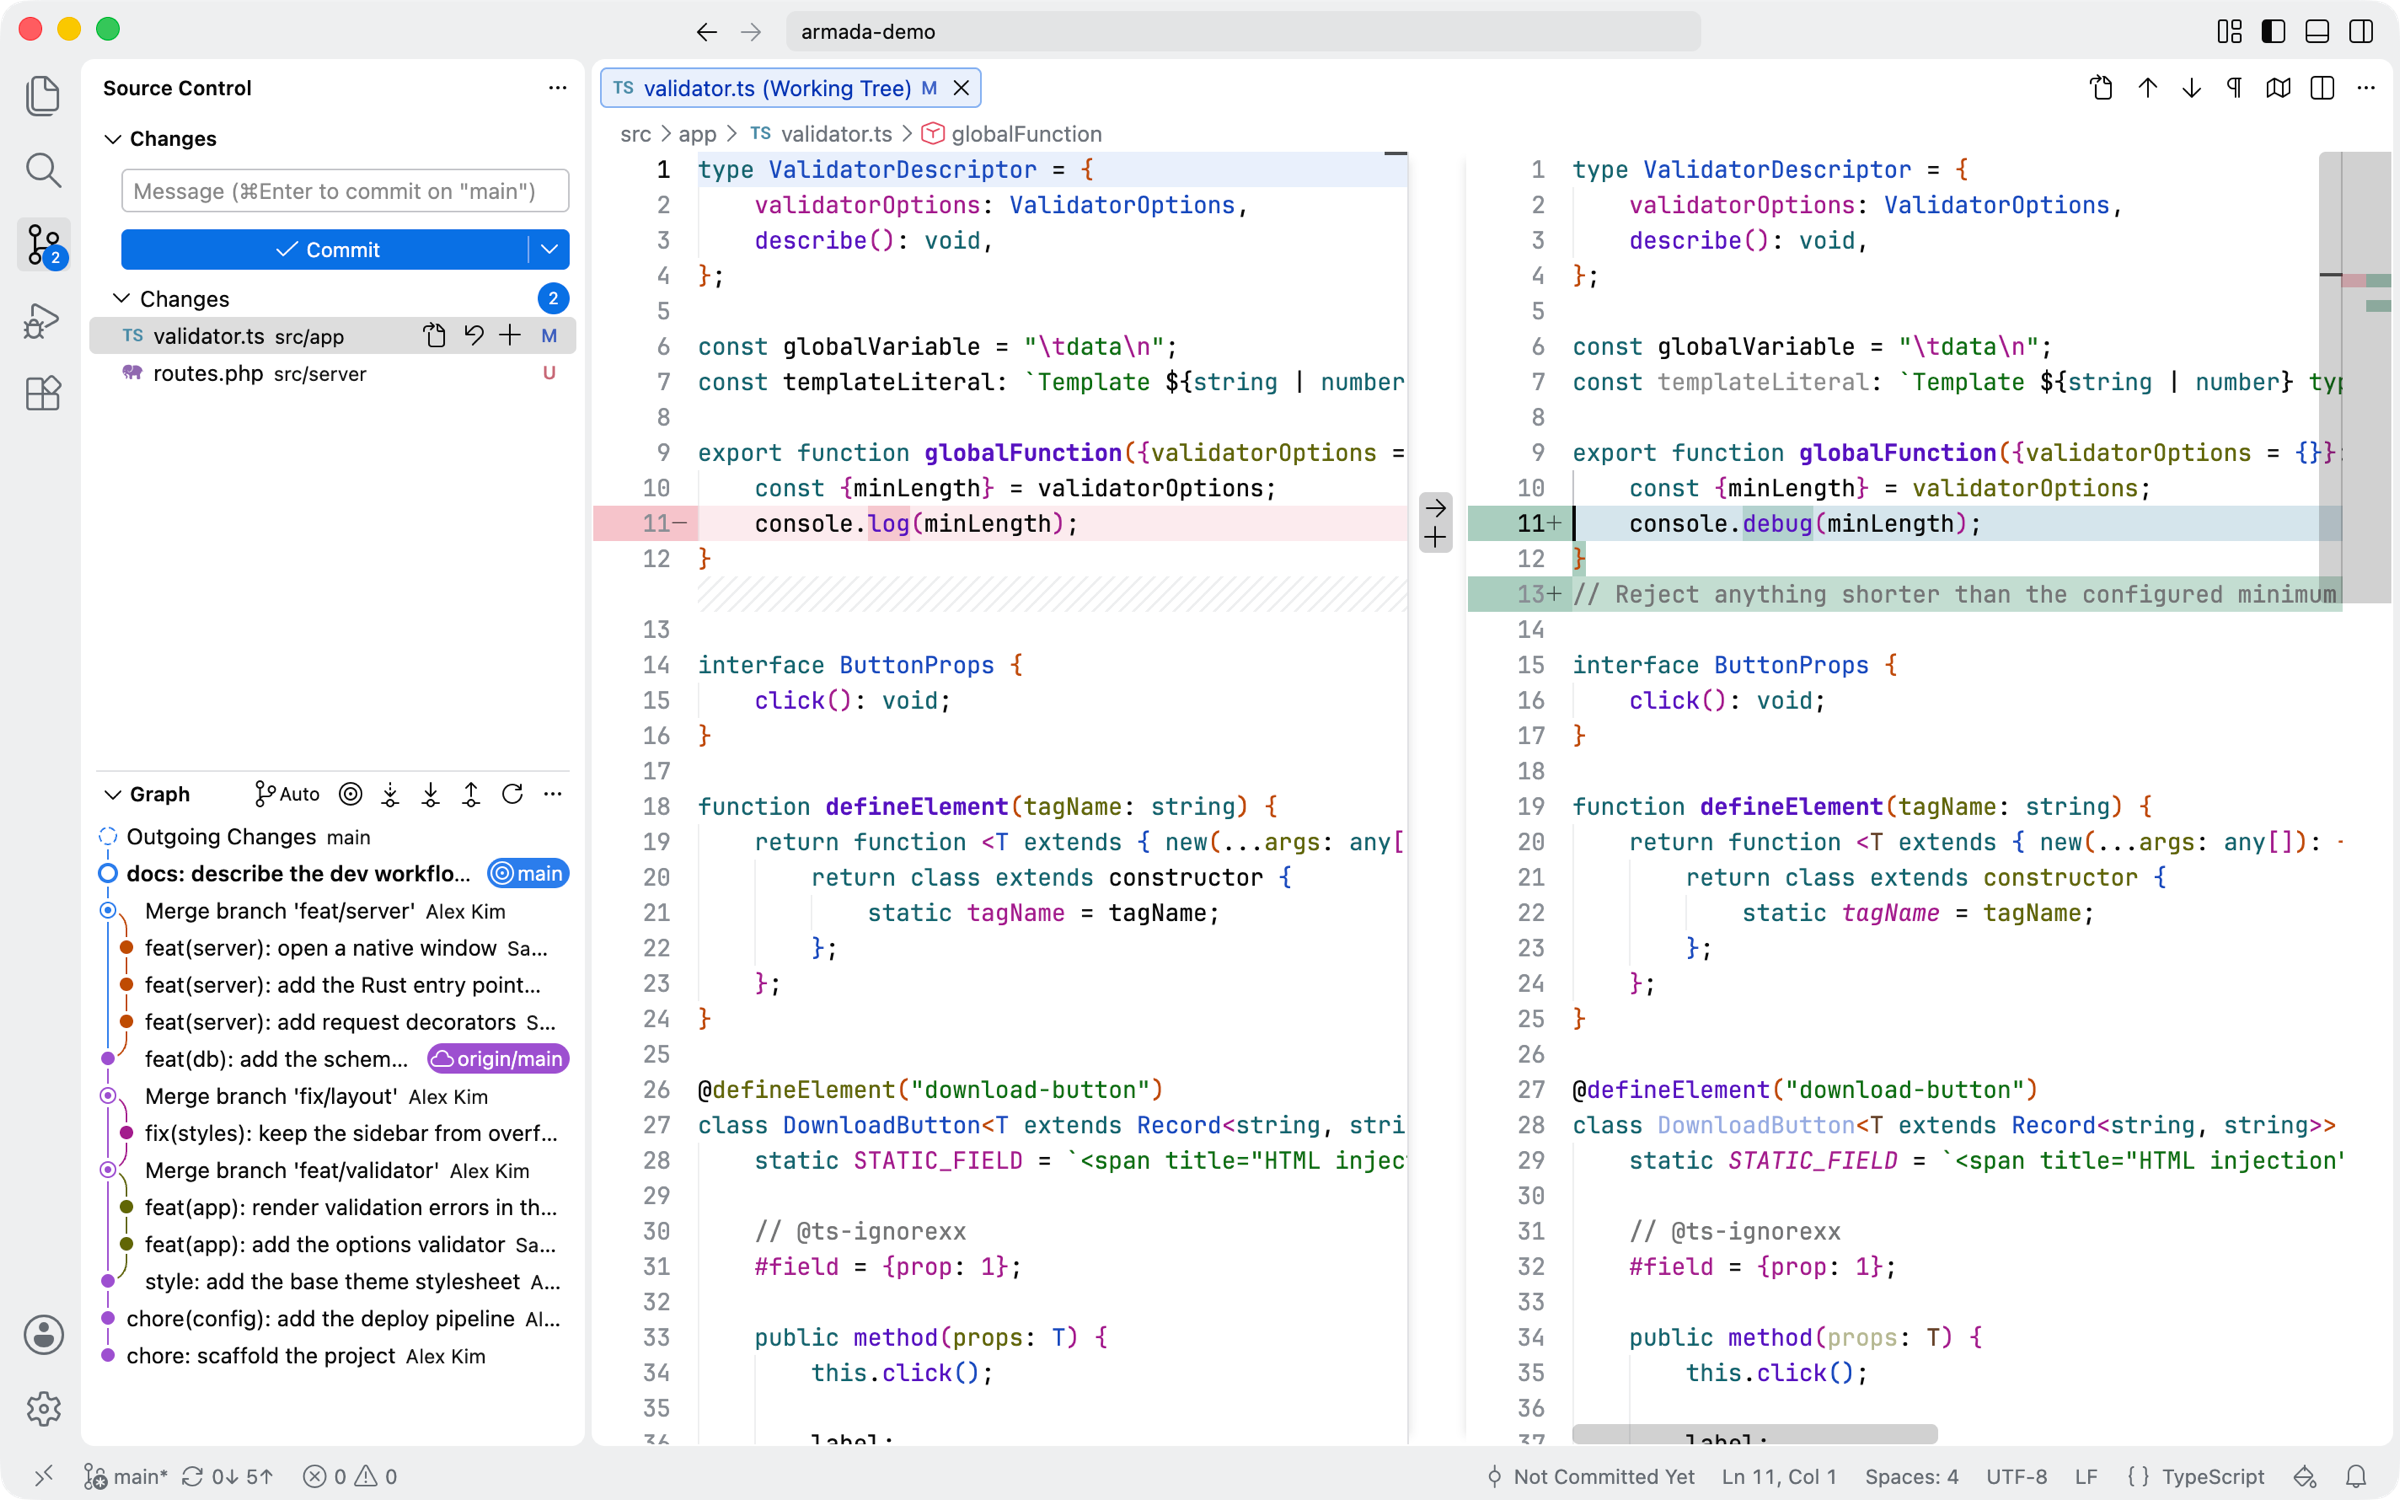 armada-demo
Source Control
Changes
Message (⌘Enter to commit on "main")
Commit
2
Changes
2
TS validator.ts src/app M
routes.php src/server U
Graph
Auto
Outgoing Changes main
docs: describe the dev workflo... main
Merge branch 'feat/server' Alex Kim
feat(server): open a native window Sa...
feat(server): add the Rust entry point...
feat(server): add request decorators S...
feat(db): add the schem... origin/main
Merge branch 'fix/layout' Alex Kim
fix(styles): keep the sidebar from overf...
Merge branch 'feat/validator' Alex Kim
feat(app): render validation errors in th...
feat(app): add the options validator Sa...
style: add the base theme stylesheet A...
chore(config): add the deploy pipeline Al...
chore: scaffold the project Alex Kim
TS validator.ts (Working Tree) M
src > app > TS validator.ts > globalFunction
1 type ValidatorDescriptor = {
2 validatorOptions: ValidatorOptions,
3 describe(): void,
4 };
5
6 const globalVariable = "\tdata\n";
7 const templateLiteral: `Template ${string | number
8
9 export function globalFunction({validatorOptions =
10 const {minLength} = validatorOptions;
11− console.log(minLength);
12 }
13
14 interface ButtonProps {
15 click(): void;
16 }
17
18 function defineElement(tagName: string) {
19 return function <T extends { new(...args: any[
20 return class extends constructor {
21 static tagName = tagName;
22 };
23 };
24 }
25
26 @defineElement("download-button")
27 class DownloadButton<T extends Record<string, stri
28 static STATIC_FIELD = `<span title="HTML injec
29
30 // @ts-ignorexx
31 #field = {prop: 1};
32
33 public method(props: T) {
34 this.click();
35
36 label:
1 type ValidatorDescriptor = {
2 validatorOptions: ValidatorOptions,
3 describe(): void,
4 };
5
6 const globalVariable = "\tdata\n";
7 const templateLiteral: `Template ${string | number} typ
8
9 export function globalFunction({validatorOptions = {}}:
10 const {minLength} = validatorOptions;
11+ console.debug(minLength);
12 }
13+ // Reject anything shorter than the configured minimum
14
15 interface ButtonProps {
16 click(): void;
17 }
18
19 function defineElement(tagName: string) {
20 return function <T extends { new(...args: any[]):
21 return class extends constructor {
22 static tagName = tagName;
23 };
24 };
25 }
26
27 @defineElement("download-button")
28 class DownloadButton<T extends Record<string, string>>
29 static STATIC_FIELD = `<span title="HTML injection"
30
31 // @ts-ignorexx
32 #field = {prop: 1};
33
34 public method(props: T) {
35 this.click();
36
37 label:
main* 0↓ 5↑ 0 0
Not Committed Yet Ln 11, Col 1 Spaces: 4 UTF-8 LF {} TypeScript